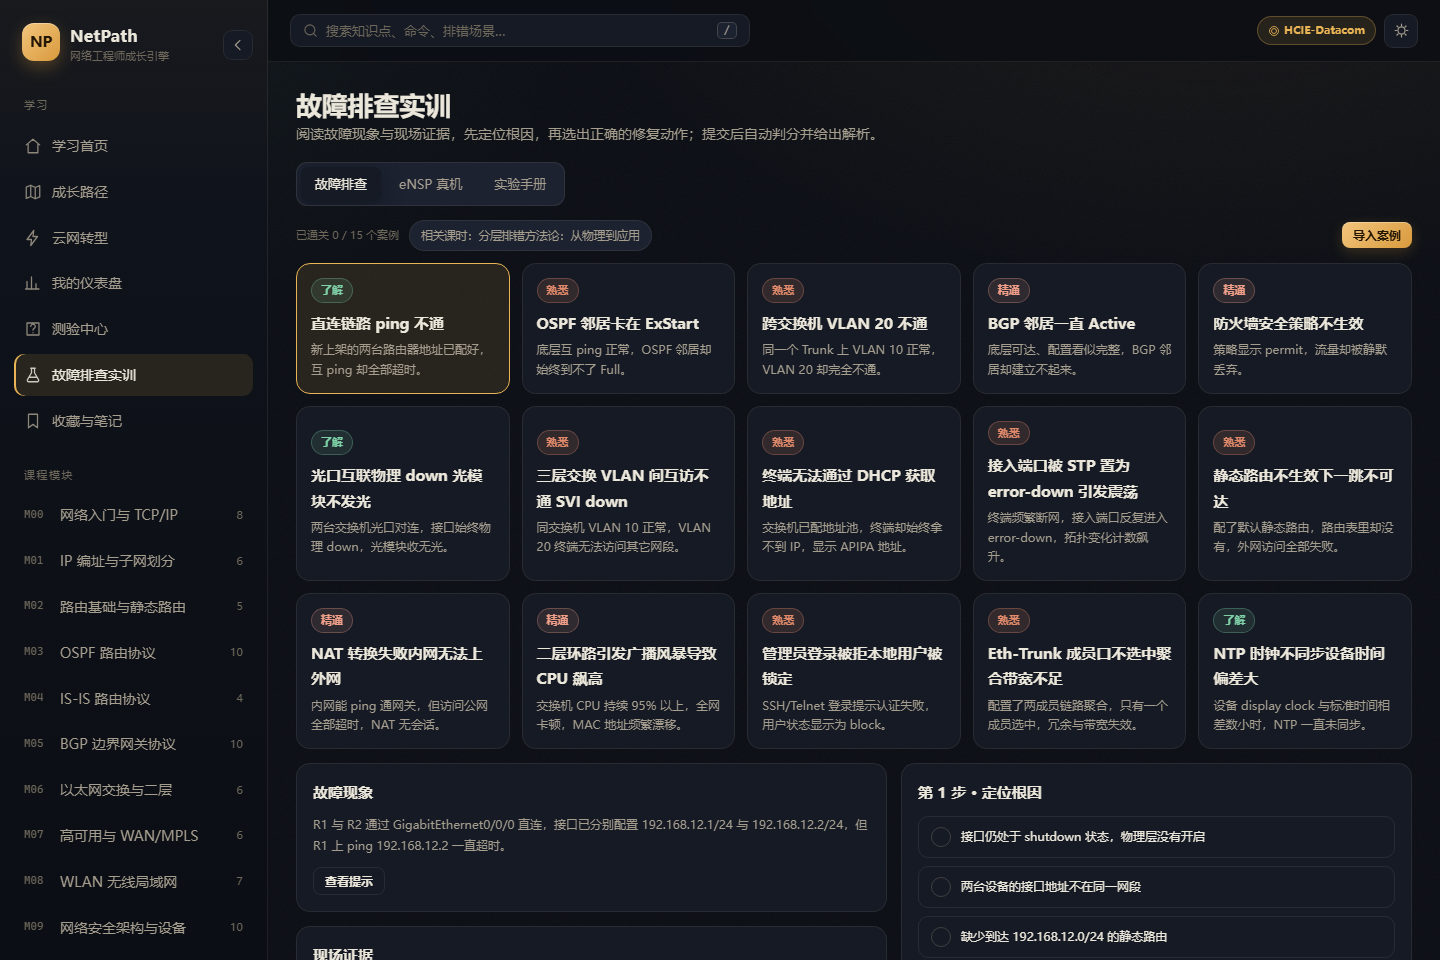 NP
NetPath
网络工程师成长引擎
搜索知识点、命令、排错场景...
/
HCIE-Datacom
学习
学习首页
成长路径
云网转型
我的仪表盘
测验中心
故障排查实训
收藏与笔记
课程模块
M00 网络入门与 TCP/IP 8
M01 IP 编址与子网划分 6
M02 路由基础与静态路由 5
M03 OSPF 路由协议 10
M04 IS-IS 路由协议 4
M05 BGP 边界网关协议 10
M06 以太网交换与二层 6
M07 高可用与 WAN/MPLS 6
M08 WLAN 无线局域网 7
M09 网络安全架构与设备 10
故障排查实训
阅读故障现象与现场证据，先定位根因，再选出正确的修复动作；提交后自动判分并给出解析。
故障排查
eNSP 真机
实验手册
已通关 0 / 15 个案例
相关课时：分层排错方法论：从物理到应用
导入案例
了解
直连链路 ping 不通
新上架的两台路由器地址已配好，
互 ping 却全部超时。
熟悉
OSPF 邻居卡在 ExStart
底层互 ping 正常，OSPF 邻居却
始终到不了 Full。
熟悉
跨交换机 VLAN 20 不通
同一个 Trunk 上 VLAN 10 正常，
VLAN 20 却完全不通。
精通
BGP 邻居一直 Active
底层可达、配置看似完整，BGP 邻
居却建立不起来。
精通
防火墙安全策略不生效
策略显示 permit，流量却被静默
丢弃。
了解
光口互联物理 down 光模
块不发光
两台交换机光口对连，接口始终物
理 down，光模块收无光。
熟悉
三层交换 VLAN 间互访不
通 SVI down
同交换机 VLAN 10 正常，VLAN
20 终端无法访问其它网段。
熟悉
终端无法通过 DHCP 获取
地址
交换机已配地址池，终端却始终拿
不到 IP，显示 APIPA 地址。
熟悉
接入端口被 STP 置为
error-down 引发震荡
终端频繁断网，接入端口反复进入
error-down，拓扑变化计数飙
升。
熟悉
静态路由不生效下一跳不可
达
配了默认静态路由，路由表里却没
有，外网访问全部失败。
精通
NAT 转换失败内网无法上
外网
内网能 ping 通网关，但访问公网
全部超时，NAT 无会话。
精通
二层环路引发广播风暴导致
CPU 飙高
交换机 CPU 持续 95% 以上，全网
卡顿，MAC 地址频繁漂移。
熟悉
管理员登录被拒本地用户被
锁定
SSH/Telnet 登录提示认证失败，
用户状态显示为 block。
熟悉
Eth-Trunk 成员口不选中聚
合带宽不足
配置了两成员链路聚合，只有一个
成员选中，冗余与带宽失效。
了解
NTP 时钟不同步设备时间
偏差大
设备 display clock 与标准时间相
差数小时，NTP 一直未同步。
故障现象
R1 与 R2 通过 GigabitEthernet0/0/0 直连，接口已分别配置 192.168.12.1/24 与 192.168.12.2/24，但
R1 上 ping 192.168.12.2 一直超时。
查看提示
现场证据
第 1 步 • 定位根因
接口仍处于 shutdown 状态，物理层没有开启
两台设备的接口地址不在同一网段
缺少到达 192.168.12.0/24 的静态路由